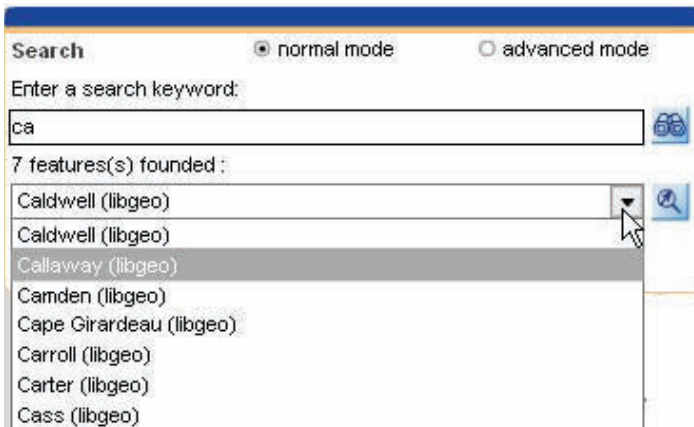 Search normal mode advanced mode
Enter a search keyword:
ca
7 features(s) founded :
Caldwell (libgeo)
Caldwell (libgeo)
Callaway (libgeo)
Camden (libgeo)
Cape Girardeau (libgeo)
Carroll (libgeo)
Carter (libgeo)
Cass (libgeo)